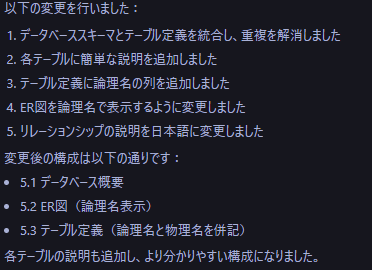 以下の変更を行いました：
1. データベーススキーマとテーブル定義を統合し、重複を解消しました
2. 各テーブルに簡単な説明を追加しました
3. テーブル定義に論理名の列を追加しました
4. ER図を論理名で表示するように変更しました
5. リレーションシップの説明を日本語に変更しました
変更後の構成は以下の通りです：
• 5.1 データベース概要
• 5.2 ER図（論理名表示）
• 5.3 テーブル定義（論理名と物理名を併記）
各テーブルの説明も追加し、より分かりやすい構成になりました。